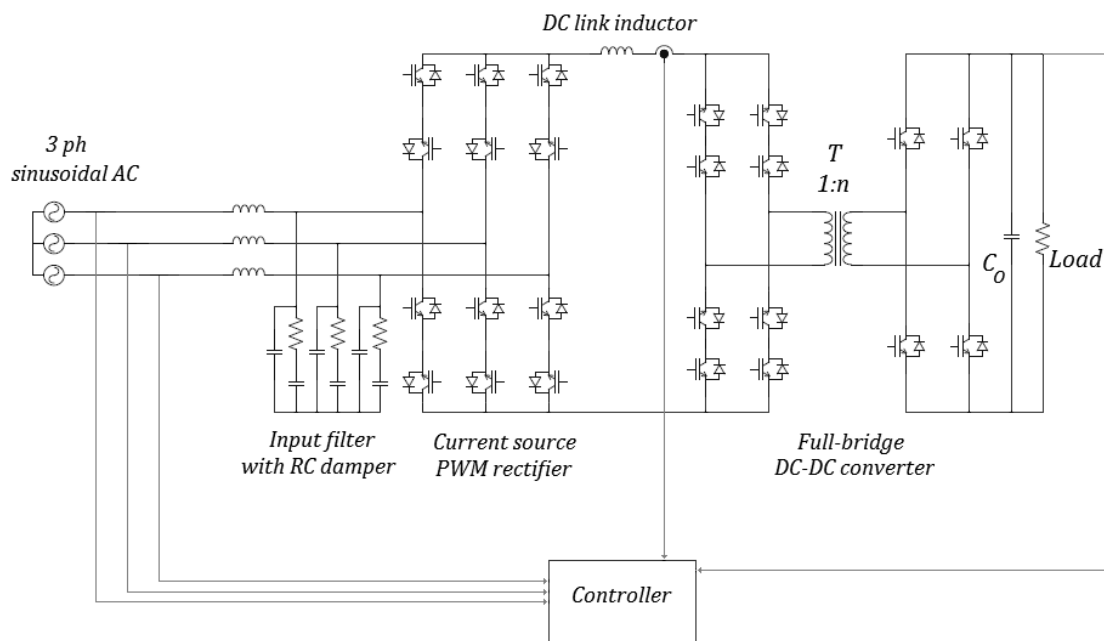 DC link inductor
3 ph
sinusoidal AC
T
1:n
C_O
Load
Input filter
with RC damper
Current source
PWM rectifier
Full-bridge
DC-DC converter
Controller